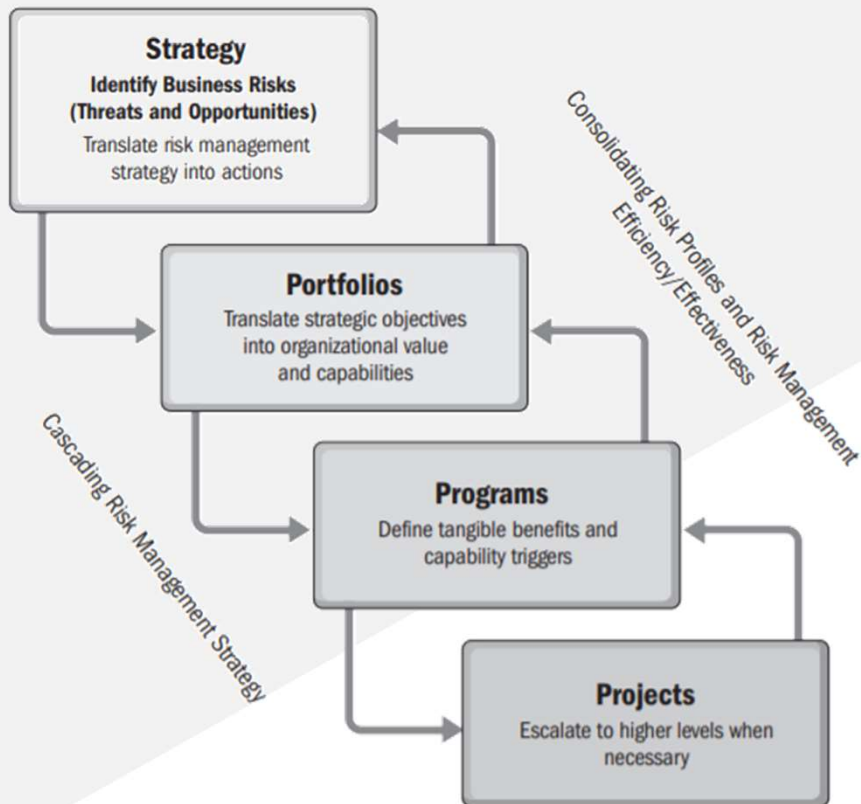 Strategy
Identify Business Risks
(Threats and Opportunities)
Translate risk management
strategy into actions
Consolidating Risk Profiles and Risk Management
Efficiency/Effectiveness
Portfolios
Translate strategic objectives
into organizational value
and capabilities
Cascading Risk Management Strategy
Programs
Define tangible benefits and
capability triggers
Projects
Escalate to higher levels when
necessary